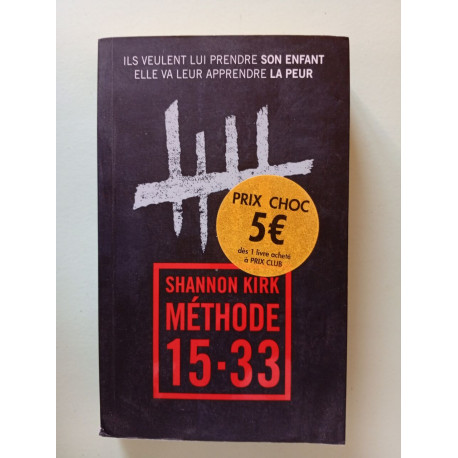 ILS VEULENT LUI PRENDRE SON ENFANT
ELLE VA LEUR APPRENDRE LA PEUR
PRIX CHOC
5€
dès 1 livre acheté
à PRIX CLUB
SHANNON KIRK
MÉTHODE
15·33